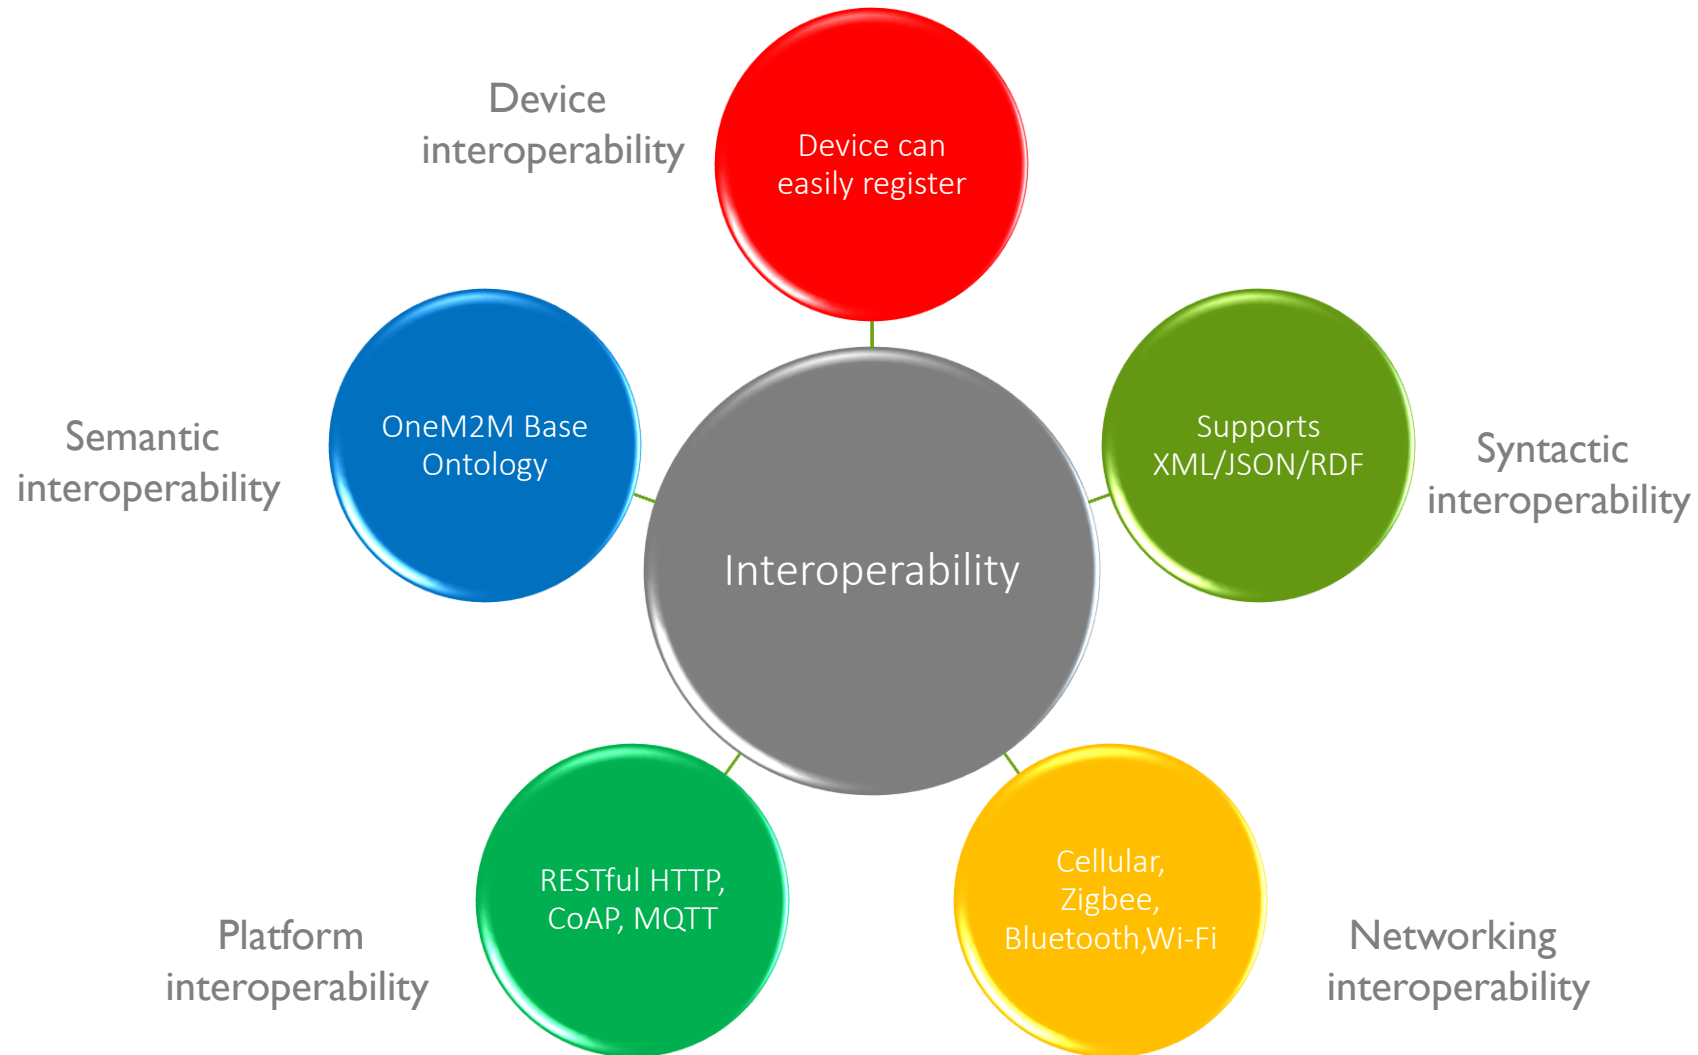 Device
interoperability
Device can
easily register
Semantic
interoperability
OneM2M Base
Ontology
Supports
XML/JSON/RDF
Syntactic
interoperability
Interoperability
Platform
interoperability
RESTful HTTP,
CoAP, MQTT
Cellular,
Zigbee,
Bluetooth,Wi-Fi
Networking
interoperability